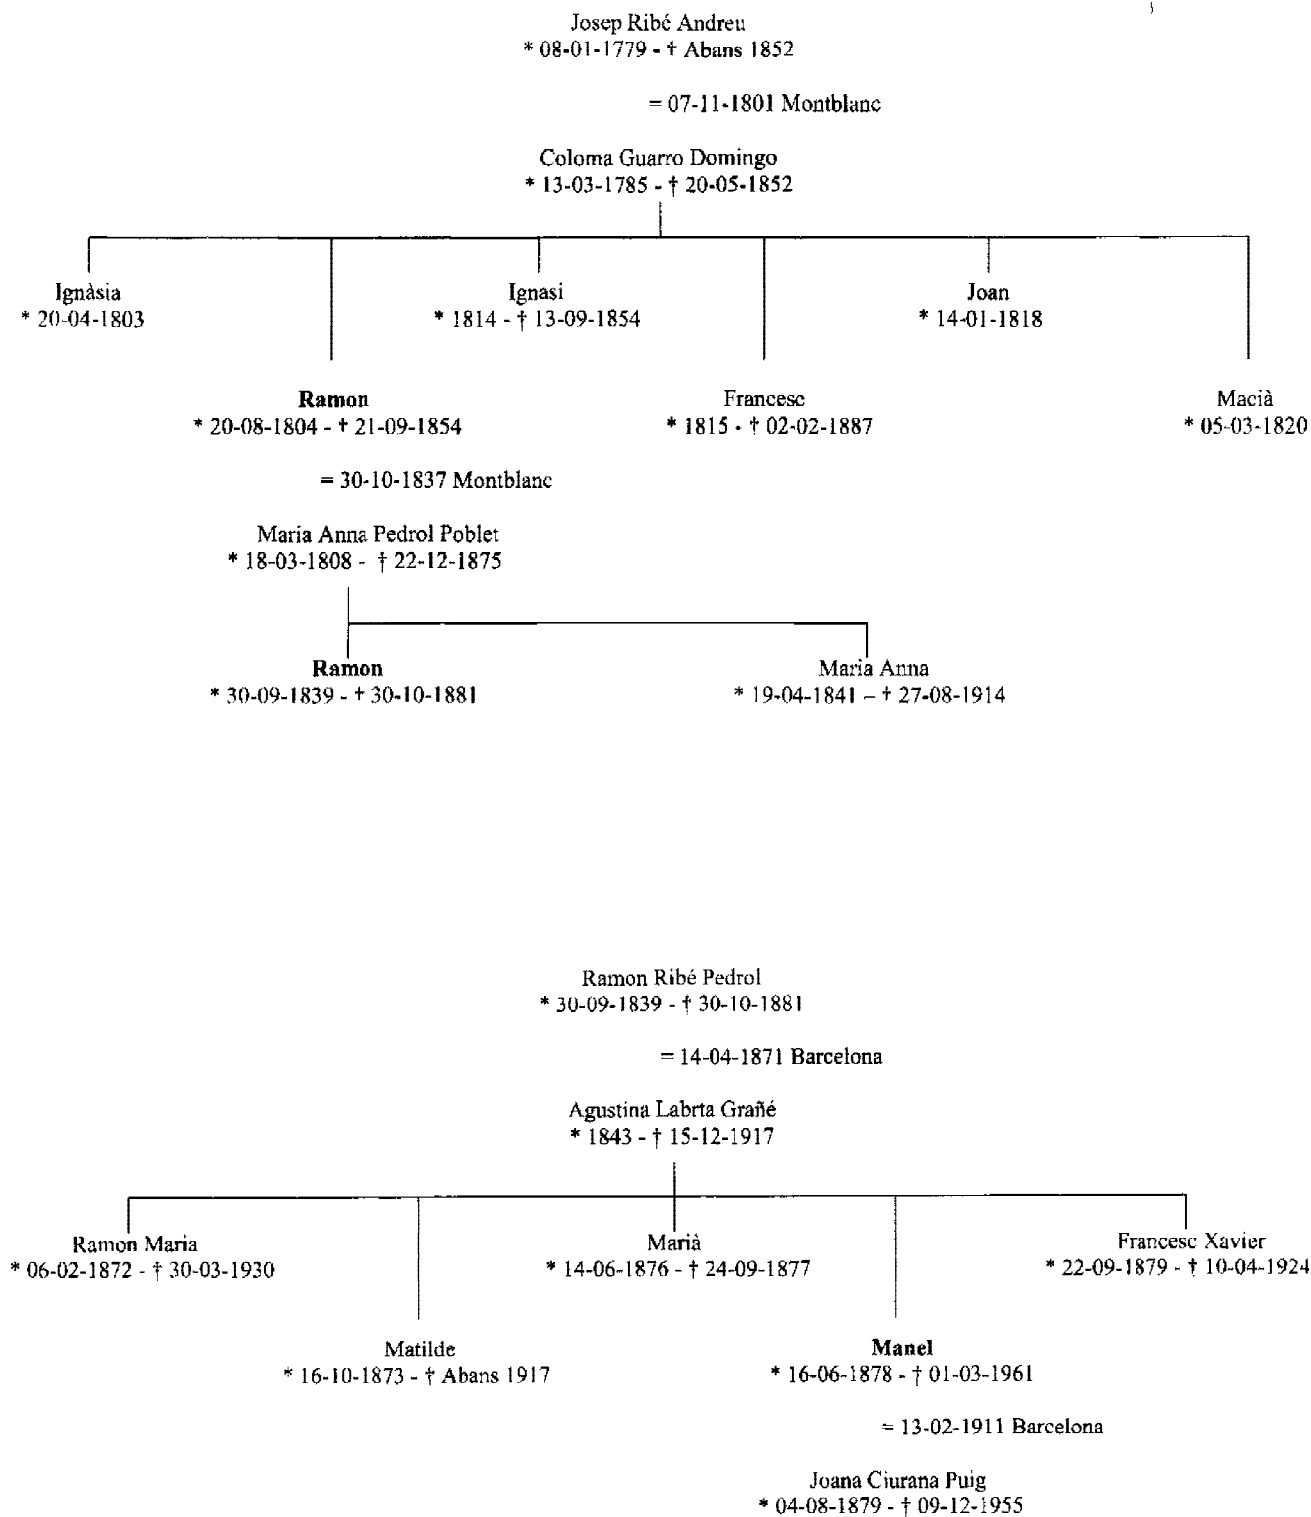 Josep Ribé Andreu
* 08-01-1779 - † Abans 1852
= 07-11-1801 Montblanc
Coloma Guarro Domingo
* 13-03-1785 - † 20-05-1852
Ignàsia
* 20-04-1803
Ignasi
* 1814 - † 13-09-1854
Joan
* 14-01-1818
Ramon
* 20-08-1804 - † 21-09-1854
Francesc
* 1815 - † 02-02-1887
Macià
* 05-03-1820
= 30-10-1837 Montblanc
Maria Anna Pedrol Poblet
* 18-03-1808 - † 22-12-1875
Ramon
* 30-09-1839 - † 30-10-1881
Maria Anna
* 19-04-1841 – † 27-08-1914
Ramon Ribé Pedrol
* 30-09-1839 - † 30-10-1881
= 14-04-1871 Barcelona
Agustina Labrta Grañé
* 1843 - † 15-12-1917
Ramon Maria
* 06-02-1872 - † 30-03-1930
Marià
* 14-06-1876 - † 24-09-1877
Francesc Xavier
* 22-09-1879 - † 10-04-1924
Matilde
* 16-10-1873 - † Abans 1917
Manel
* 16-06-1878 - † 01-03-1961
= 13-02-1911 Barcelona
Joana Ciurana Puig
* 04-08-1879 - † 09-12-1955